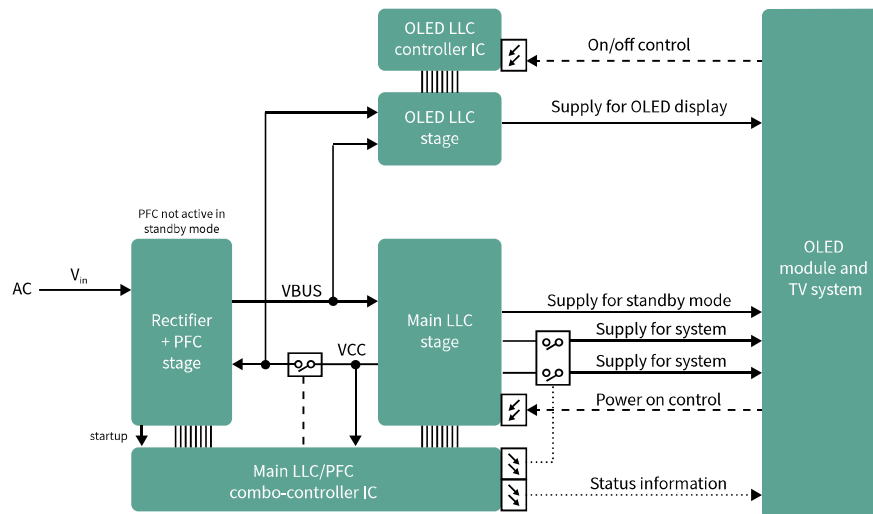 OLED LLC
controller IC
On/off control
OLED LLC
stage
Supply for OLED display
PFC not active in
standby mode
AC
Vin
Rectifier
+ PFC
stage
VBUS
VCC
Main LLC
stage
Supply for standby mode
Supply for system
Supply for system
Power on control
OLED
module and
TV system
startup
Main LLC/PFC
combo-controller IC
Status information